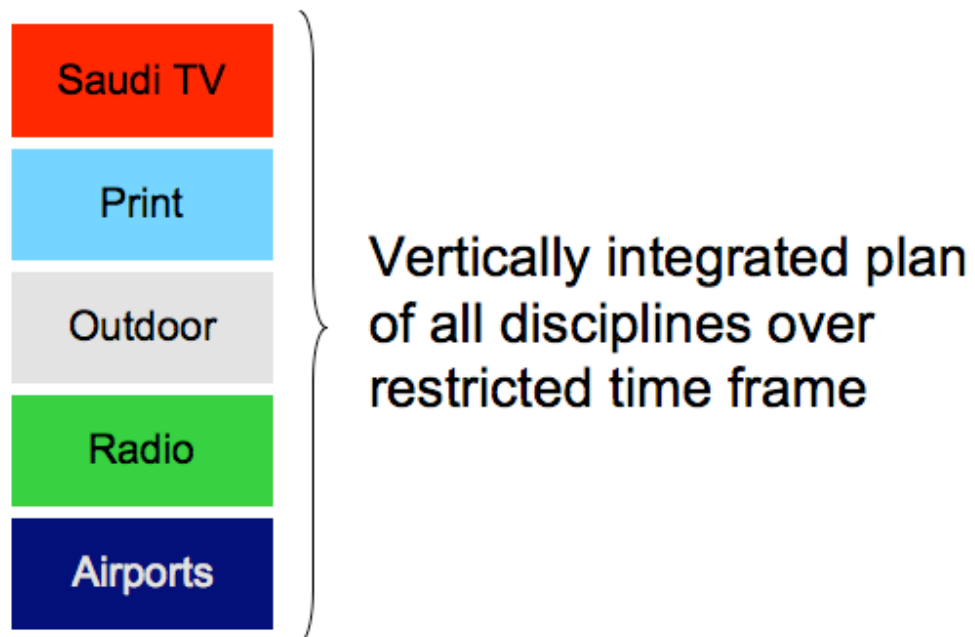 Saudi TV
Print
Outdoor
Radio
Airports
Vertically integrated plan
of all disciplines over
restricted time frame